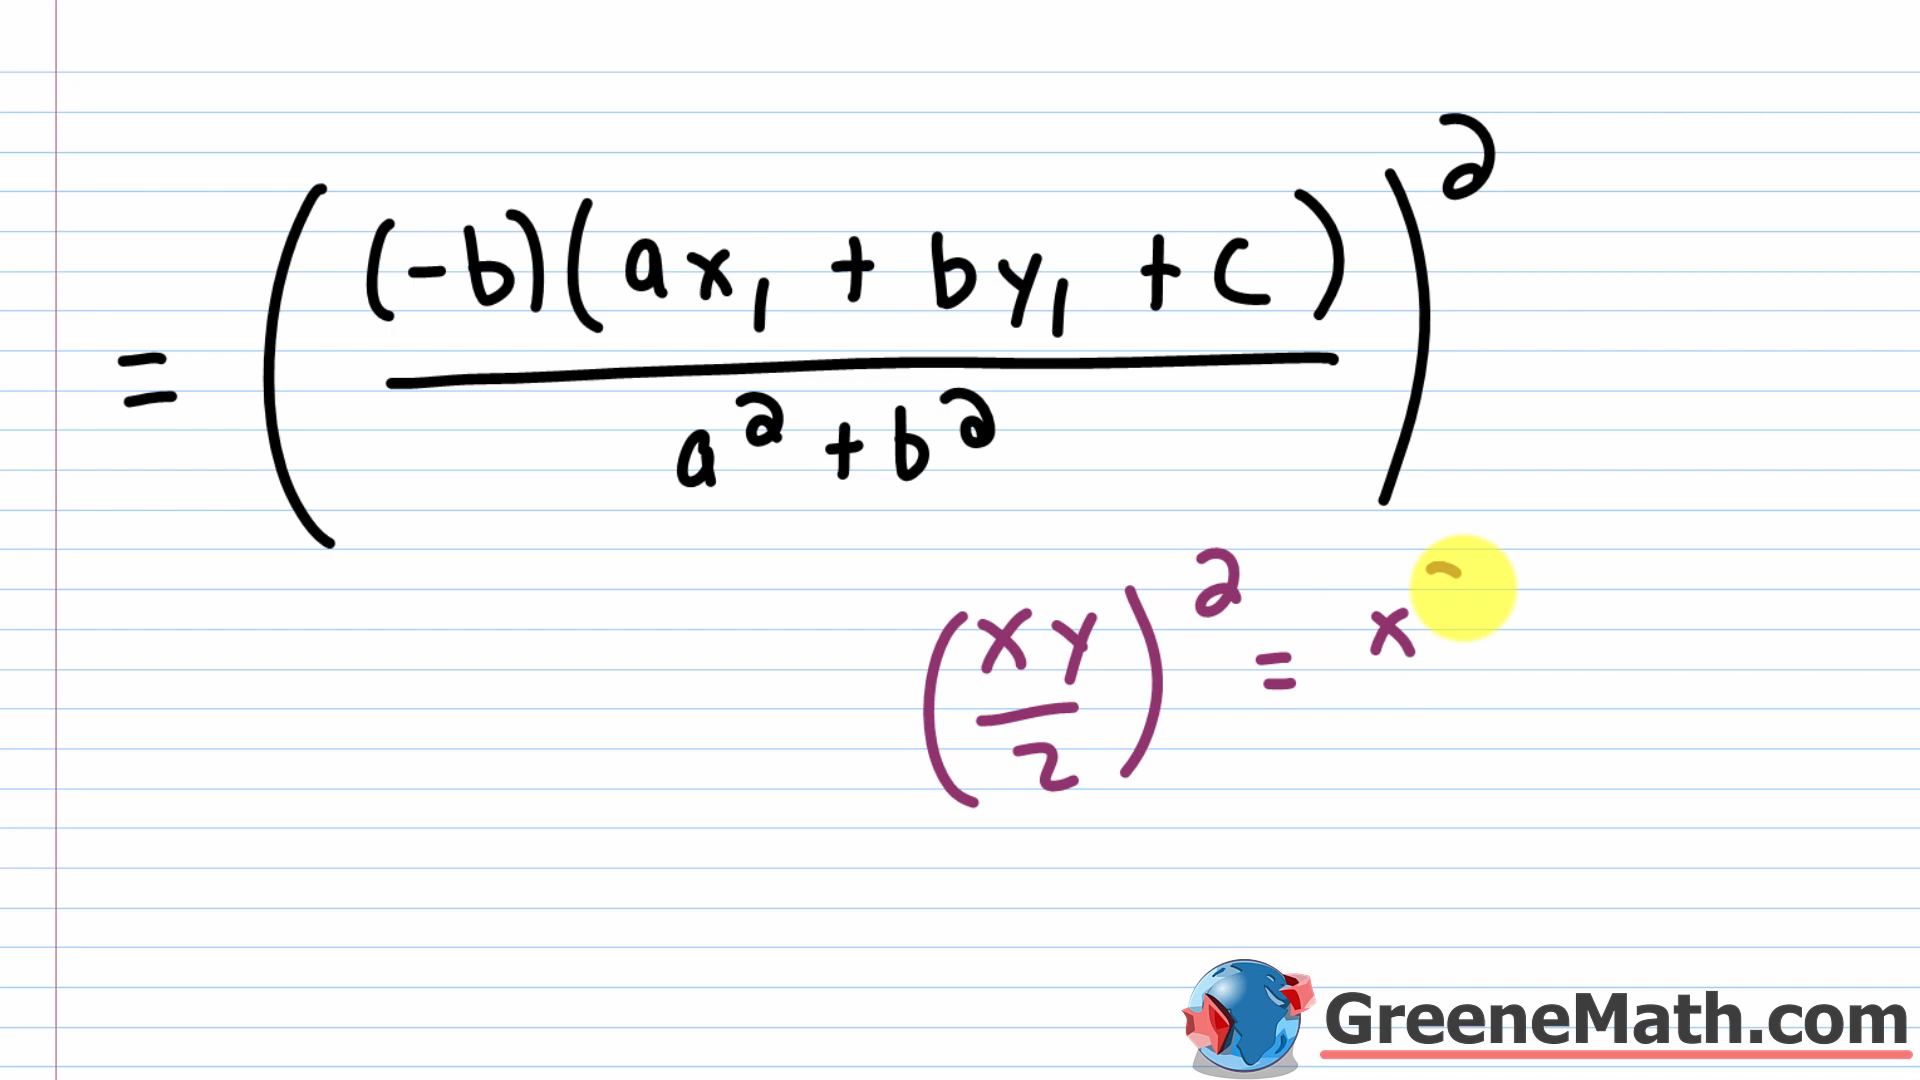 = ( (-b)(ax₁ + by₁ + c) / a² + b² )²
( xy / 2 )² = x
GreeneMath.com